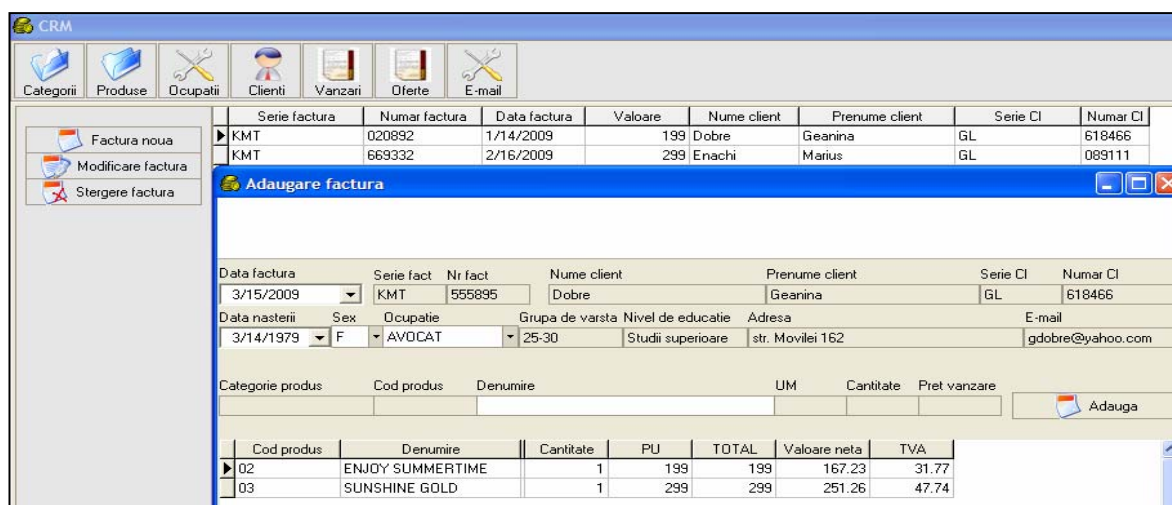 CRM
Categorii Produse Ocupatii Clienti Vanzari Oferte E-mail
Serie factura Numar factura Data factura Valoare Nume client Prenume client Serie CI Numar CI
KMT 020892 1/14/2009 199 Dobre Geanina GL 618466
KMT 669332 2/16/2009 299 Enachi Marius GL 089111
Factura noua
Modificare factura
Stergere factura
Adaugare factura
Data factura Serie fact Nr fact Nume client Prenume client Serie CI Numar CI
3/15/2009 KMT 555895 Dobre Geanina GL 618466
Data nasterii Sex Ocupatie Grupa de varsta Nivel de educatie Adresa E-mail
3/14/1979 F AVOCAT 25-30 Studii superioare str. Movilei 162 gdobre@yahoo.com
Categorie produs Cod produs Denumire UM Cantitate Pret vanzare
Adauga
Cod produs Denumire Cantitate PU TOTAL Valoare neta TVA
02 ENJOY SUMMERTIME 1 199 199 167.23 31.77
03 SUNSHINE GOLD 1 299 299 251.26 47.74